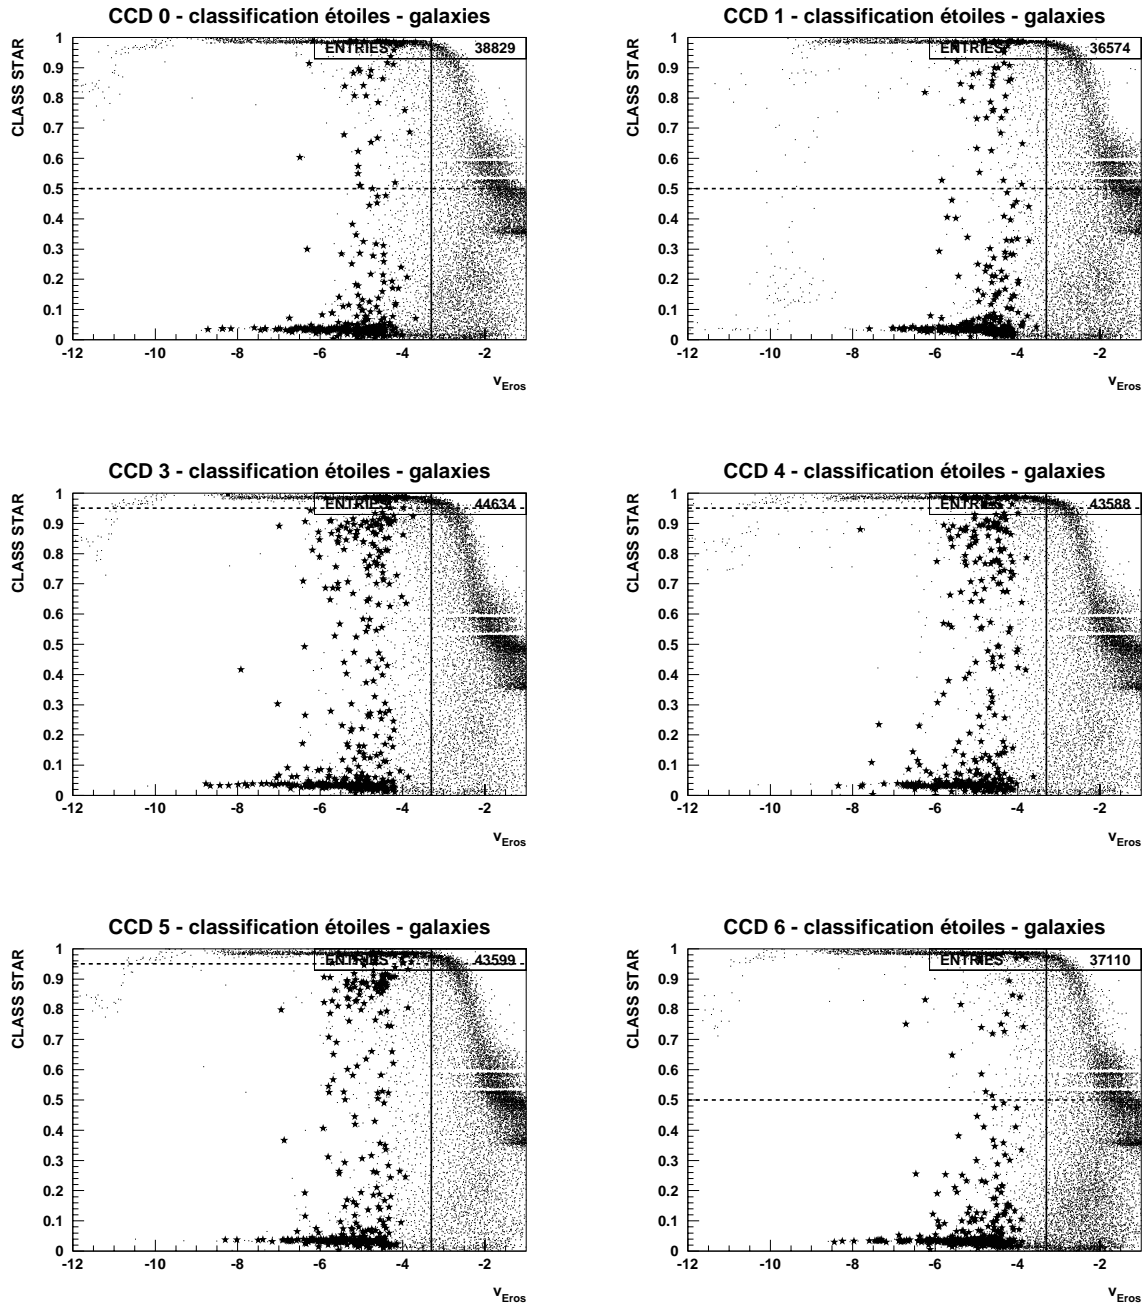 CCD 0 - classification étoiles - galaxies
CCD 1 - classification étoiles - galaxies
CLASS STAR
ENTRIES 38829
1
0.9
0.8
0.7
0.6
0.5
0.4
0.3
0.2
0.1
0
-12 -10 -8 -6 -4 -2
vEros
CLASS STAR
ENTRIES 36574
1
0.9
0.8
0.7
0.6
0.5
0.4
0.3
0.2
0.1
0
-12 -10 -8 -6 -4 -2
vEros
CCD 3 - classification étoiles - galaxies
CCD 4 - classification étoiles - galaxies
CLASS STAR
ENTRIES 44634
1
0.9
0.8
0.7
0.6
0.5
0.4
0.3
0.2
0.1
0
-12 -10 -8 -6 -4 -2
vEros
CLASS STAR
ENTRIES 43588
1
0.9
0.8
0.7
0.6
0.5
0.4
0.3
0.2
0.1
0
-12 -10 -8 -6 -4 -2
vEros
CCD 5 - classification étoiles - galaxies
CCD 6 - classification étoiles - galaxies
CLASS STAR
ENTRIES 43599
1
0.9
0.8
0.7
0.6
0.5
0.4
0.3
0.2
0.1
0
-12 -10 -8 -6 -4 -2
vEros
CLASS STAR
ENTRIES 37110
1
0.9
0.8
0.7
0.6
0.5
0.4
0.3
0.2
0.1
0
-12 -10 -8 -6 -4 -2
vEros